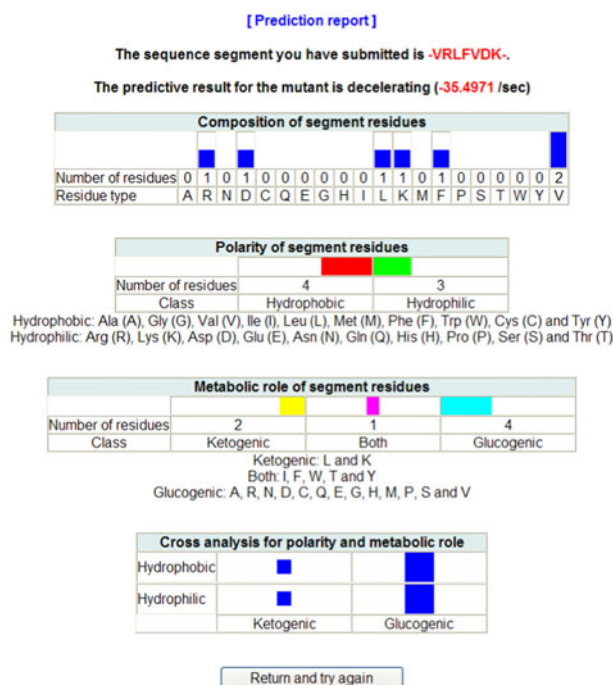 [ Prediction report ]
The sequence segment you have submitted is -VRLFVDK-.
The predictive result for the mutant is decelerating (-35.4971 /sec)
Composition of segment residues
Number of residues 0 1 0 1 0 0 0 0 0 0 1 1 0 1 0 0 0 0 0 2
Residue type A R N D C Q E G H I L K M F P S T W Y V
Polarity of segment residues
Number of residues 4 3
Class Hydrophobic Hydrophilic
Hydrophobic: Ala (A), Gly (G), Val (V), Ile (I), Leu (L), Met (M), Phe (F), Trp (W), Cys (C) and Tyr (Y)
Hydrophilic: Arg (R), Lys (K), Asp (D), Glu (E), Asn (N), Gln (Q), His (H), Pro (P), Ser (S) and Thr (T)
Metabolic role of segment residues
Number of residues 2 1 4
Class Ketogenic Both Glucogenic
Ketogenic: L and K
Both: I, F, W, T and Y
Glucogenic: A, R, N, D, C, Q, E, G, H, M, P, S and V
Cross analysis for polarity and metabolic role
Hydrophobic
Hydrophilic
Ketogenic Glucogenic
Return and try again